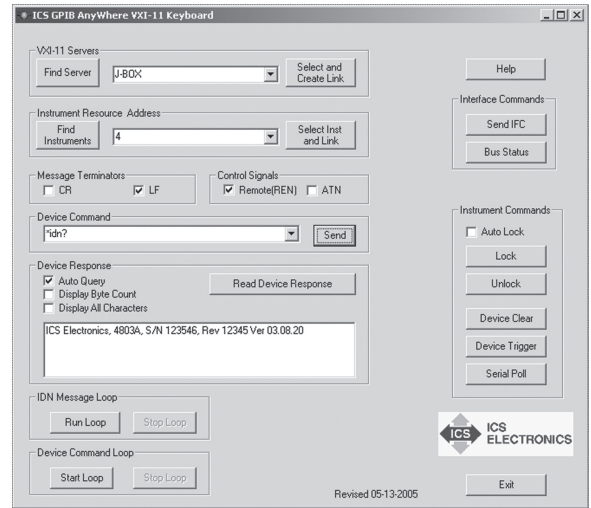 ICS GPIB AnyWhere VXI-11 Keyboard
VXI-11 Servers
Find Server
J-BOX
Select and
Create Link
Help
Instrument Resource Address
Find
Instruments
4
Select Inst
and Link
Interface Commands
Send IFC
Bus Status
Message Terminators
CR
LF
Control Signals
Remote(REN)
ATN
Device Command
*idn?
Send
Instrument Commands
Auto Lock
Lock
Unlock
Device Clear
Device Trigger
Serial Poll
Device Response
Auto Query
Display Byte Count
Display All Characters
Read Device Response
ICS Electronics, 4803A, S/N 123546, Rev 12345 Ver 03.08.20
IDN Message Loop
Run Loop
Stop Loop
Device Command Loop
Start Loop
Stop Loop
ICS
ICS
ELECTRONICS
Revised 05-13-2005
Exit